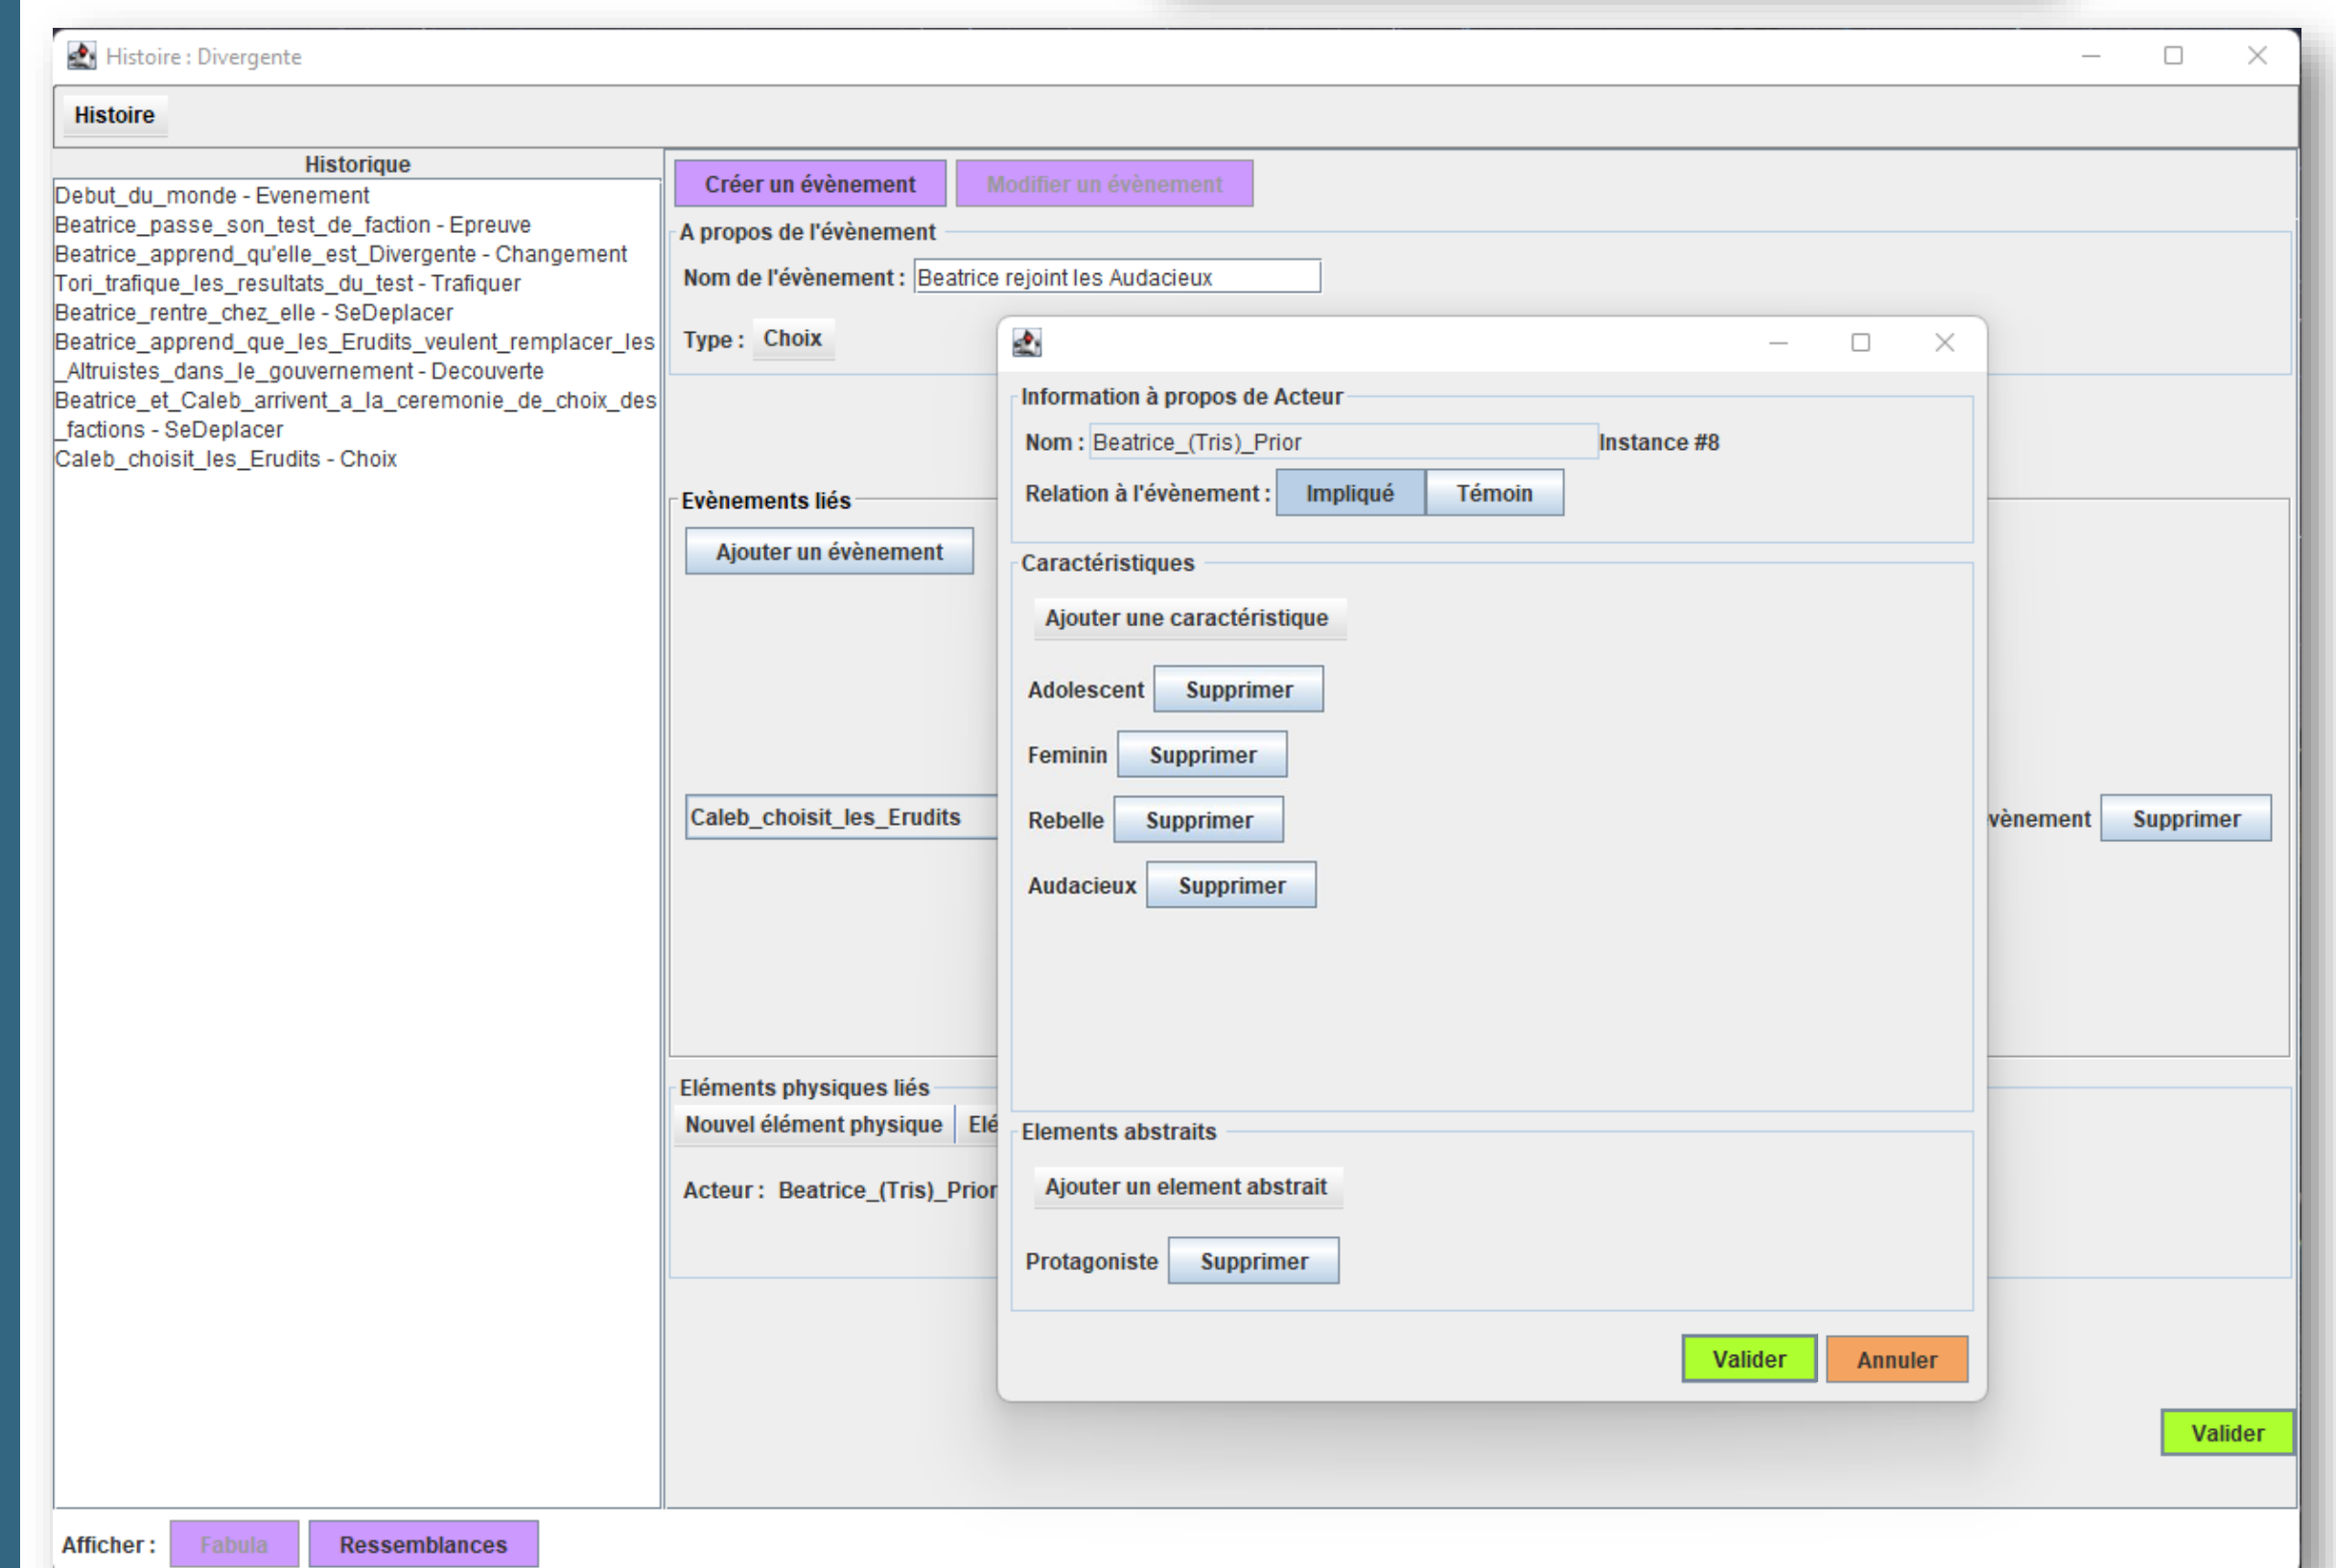 Histoire : Divergente
Histoire
Historique
Debut_du_monde - Evenement
Beatrice_passe_son_test_de_faction - Epreuve
Beatrice_apprend_qu'elle_est_Divergente - Changement
Tori_trafique_les_resultats_du_test - Trafiquer
Beatrice_rentre_chez_elle - SeDeplacer
Beatrice_apprend_que_les_Erudits_veulent_remplacer_les
_Altruistes_dans_le_gouvernement - Decouverte
Beatrice_et_Caleb_arrivent_a_la_ceremonie_de_choix_des
_factions - SeDeplacer
Caleb_choisit_les_Erudits - Choix
Créer un évènement Modifier un évènement
A propos de l'évènement
Nom de l'évènement : Beatrice rejoint les Audacieux
Type : Choix
Evènements liés
Ajouter un évènement
Caleb_choisit_les_Erudits
vènement Supprimer
Eléments physiques liés
Nouvel élément physique Elé
Acteur : Beatrice_(Tris)_Prior
Information à propos de Acteur
Nom : Beatrice_(Tris)_Prior Instance #8
Relation à l'évènement : Impliqué Témoin
Caractéristiques
Ajouter une caractéristique
Adolescent Supprimer
Feminin Supprimer
Rebelle Supprimer
Audacieux Supprimer
Elements abstraits
Ajouter un element abstrait
Protagoniste Supprimer
Valider Annuler
Valider
Afficher : Fabula Ressemblances